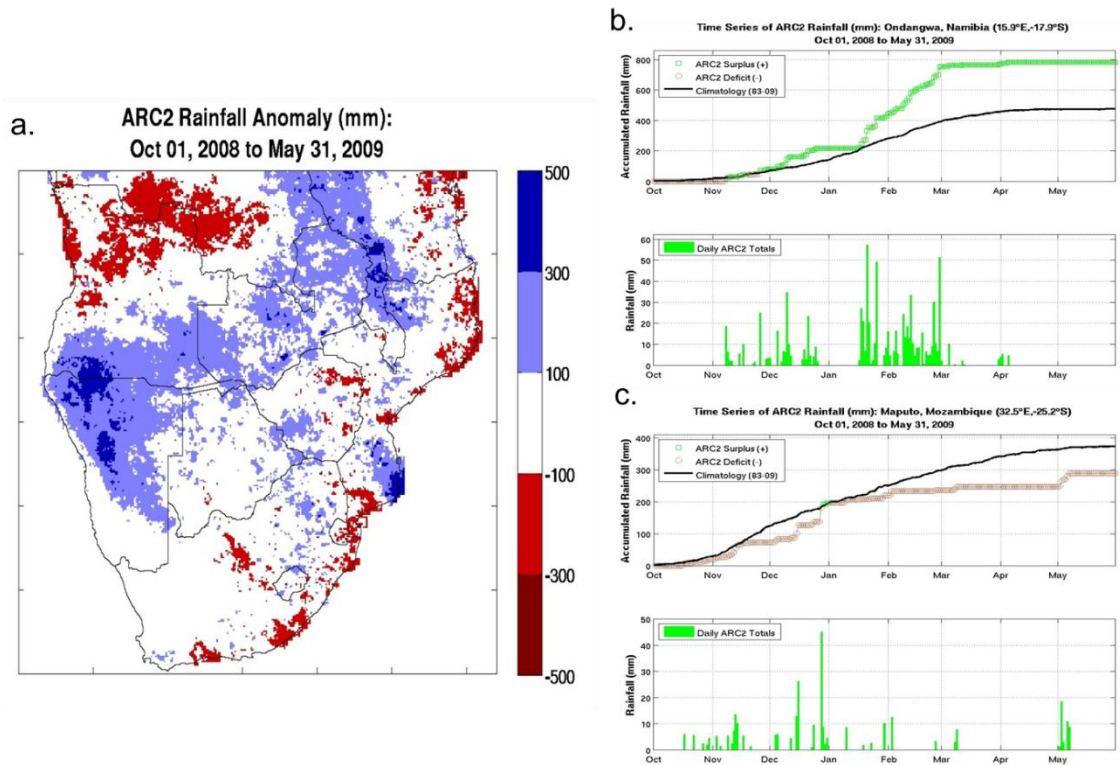 a.
ARC2 Rainfall Anomaly (mm):
Oct 01, 2008 to May 31, 2009
500
300
100
-100
-300
-500
b.
Time Series of ARC2 Rainfall (mm): Ondangwa, Namibia (15.9ºE,-17.9ºS)
Oct 01, 2008 to May 31, 2009
Accumulated Rainfall (mm)
800
600
400
200
0
ARC2 Surplus (+)
ARC2 Deficit (-)
Climatology (83-09)
Oct Nov Dec Jan Feb Mar Apr May
Rainfall (mm)
60
50
40
30
20
10
0
Daily ARC2 Totals
Oct Nov Dec Jan Feb Mar Apr May
c.
Time Series of ARC2 Rainfall (mm): Maputo, Mozambique (32.5ºE,-25.2ºS)
Oct 01, 2008 to May 31, 2009
Accumulated Rainfall (mm)
400
300
200
100
0
ARC2 Surplus (+)
ARC2 Deficit (-)
Climatology (83-09)
Oct Nov Dec Jan Feb Mar Apr May
Rainfall (mm)
50
40
30
20
10
0
Daily ARC2 Totals
Oct Nov Dec Jan Feb Mar Apr May